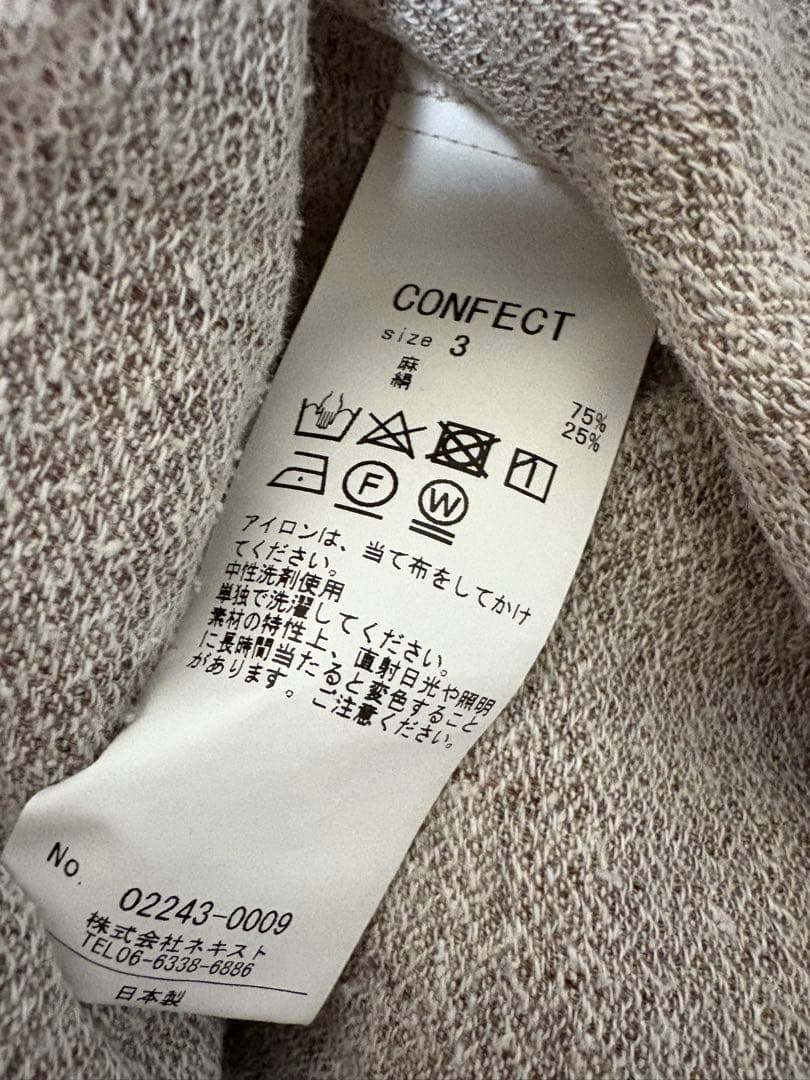 CONFECT
size 3
麻 75%
絹 25%
F W
アイロンは、当て布をしてかけ
てください。
中性洗剤使用
単独で洗濯してください。
素材の特性上、直射日光や照明
に長時間当たると変色すること
があります。ご注意ください。
No. 02243-0009
株式会社ネキスト
TEL06-6338-6886
日本製